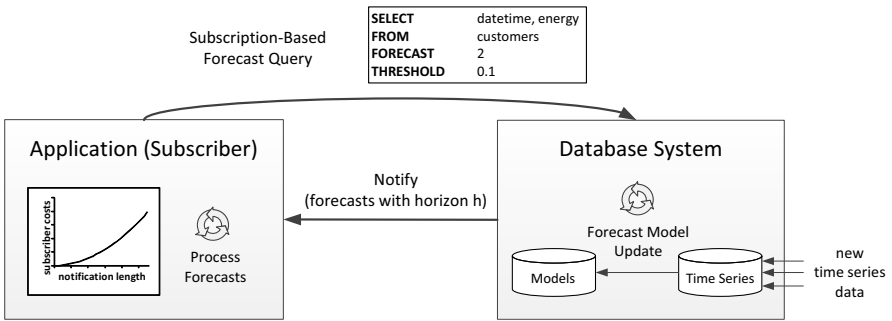 Subscription-Based
Forecast Query
SELECT datetime, energy
FROM customers
FORECAST 2
THRESHOLD 0.1
Application (Subscriber)
subscriber costs
notification length
Process
Forecasts
Notify
(forecasts with horizon h)
Database System
Forecast Model
Update
Models
Time Series
new
time series
data